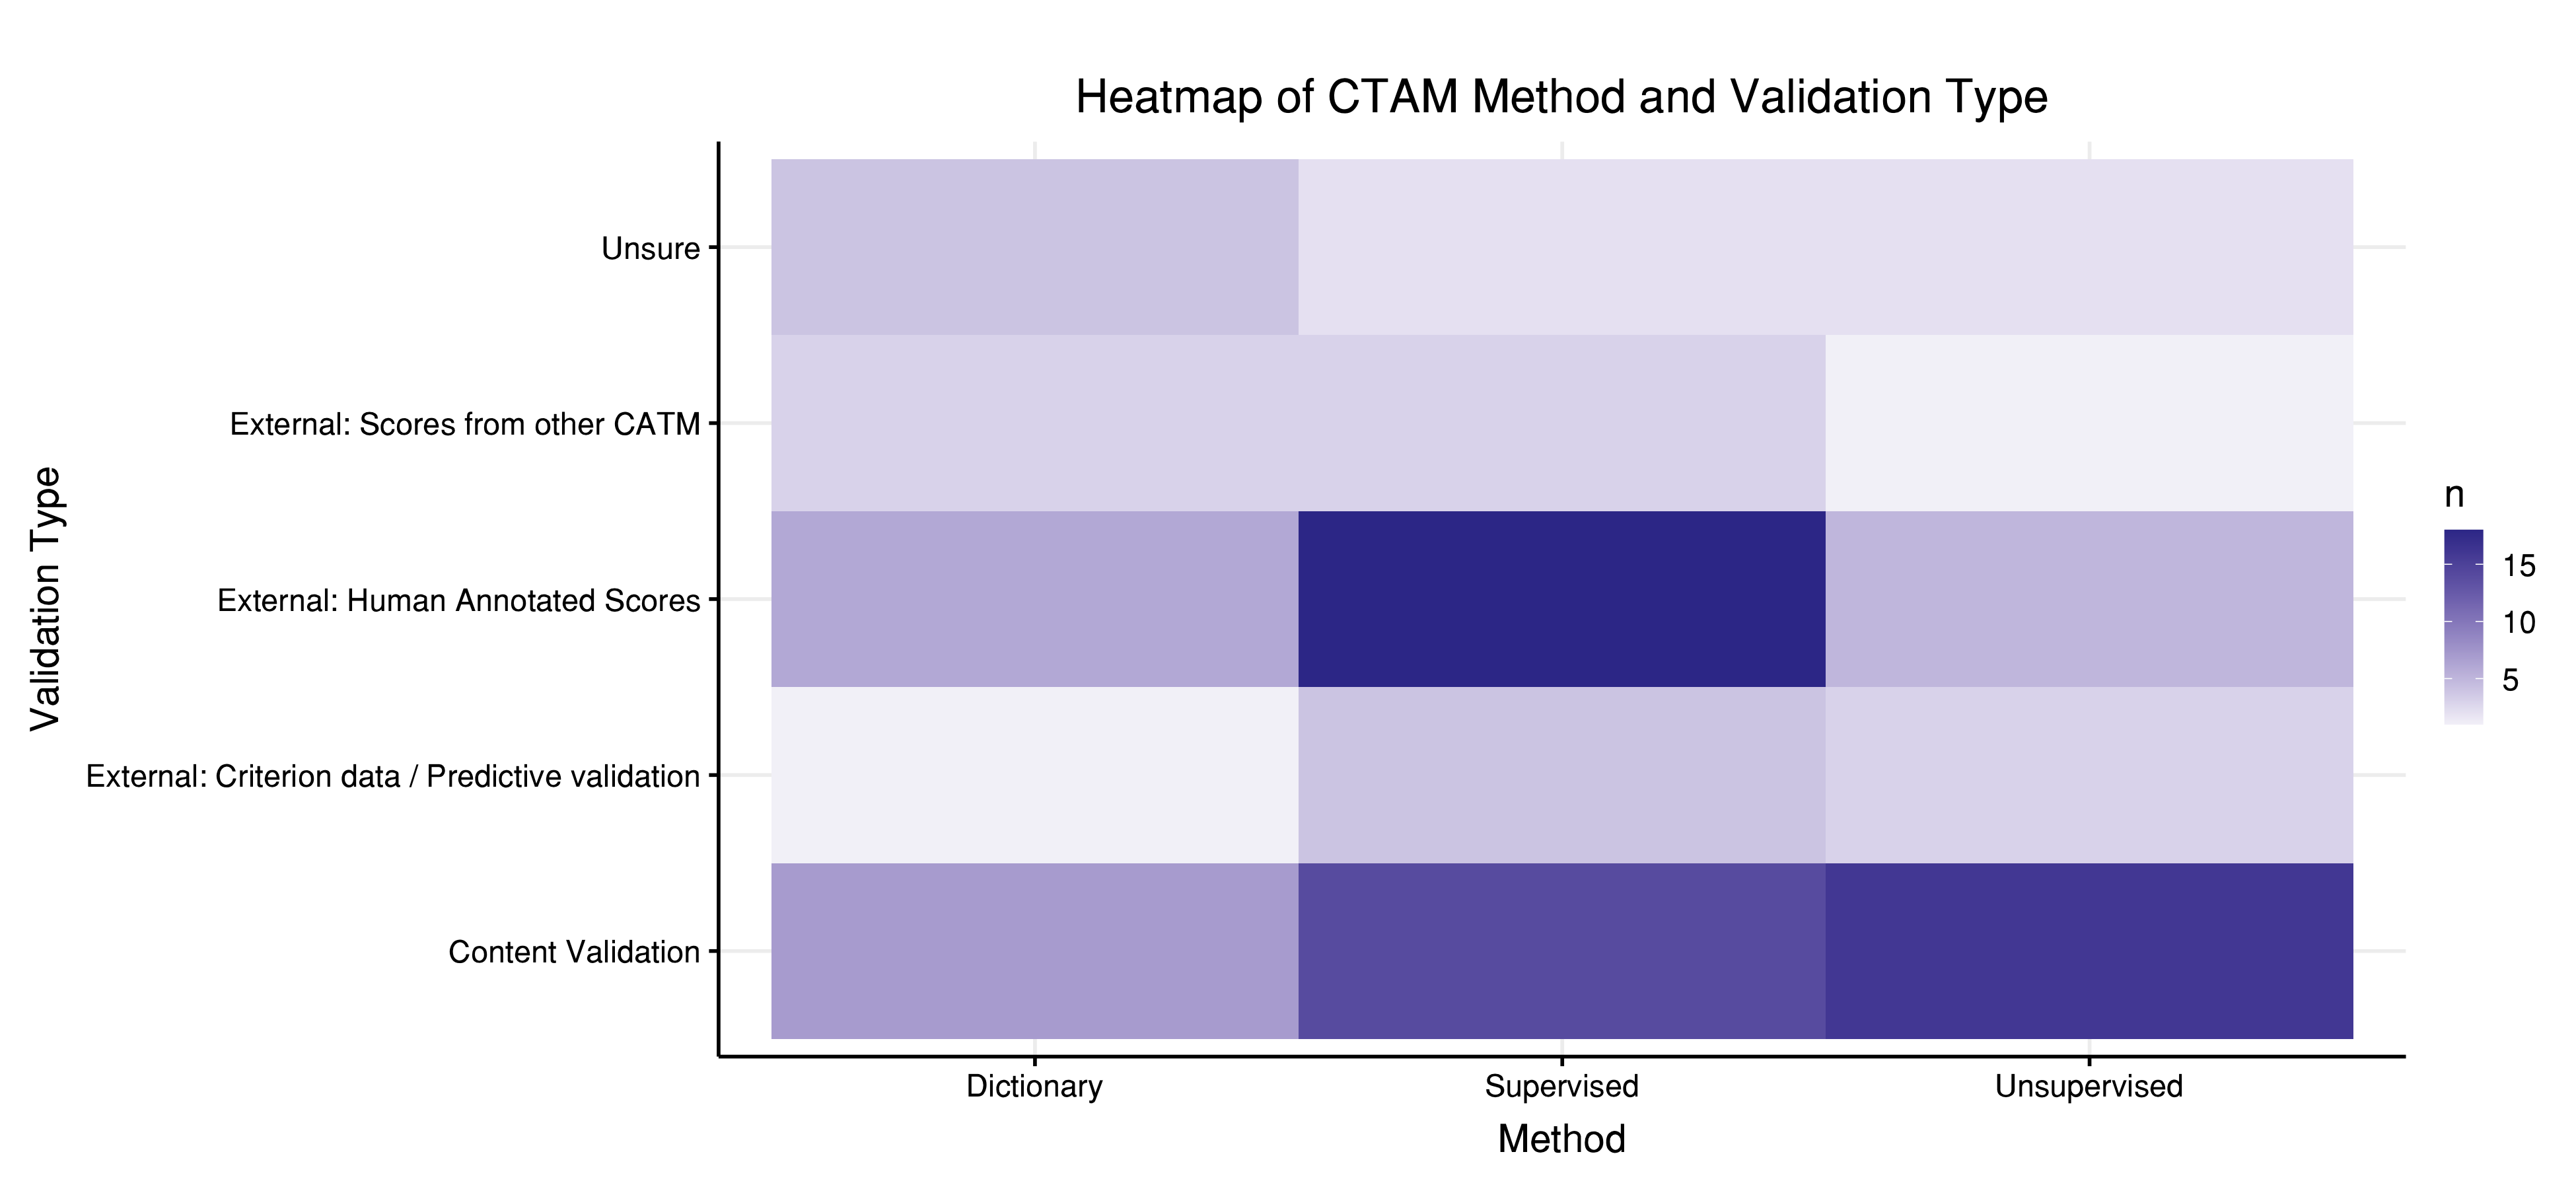 Heatmap of CTAM Method and Validation Type
Validation Type
Unsure
External: Scores from other CATM
External: Human Annotated Scores
External: Criterion data / Predictive validation
Content Validation
Dictionary
Supervised
Unsupervised
Method
n
15
10
5